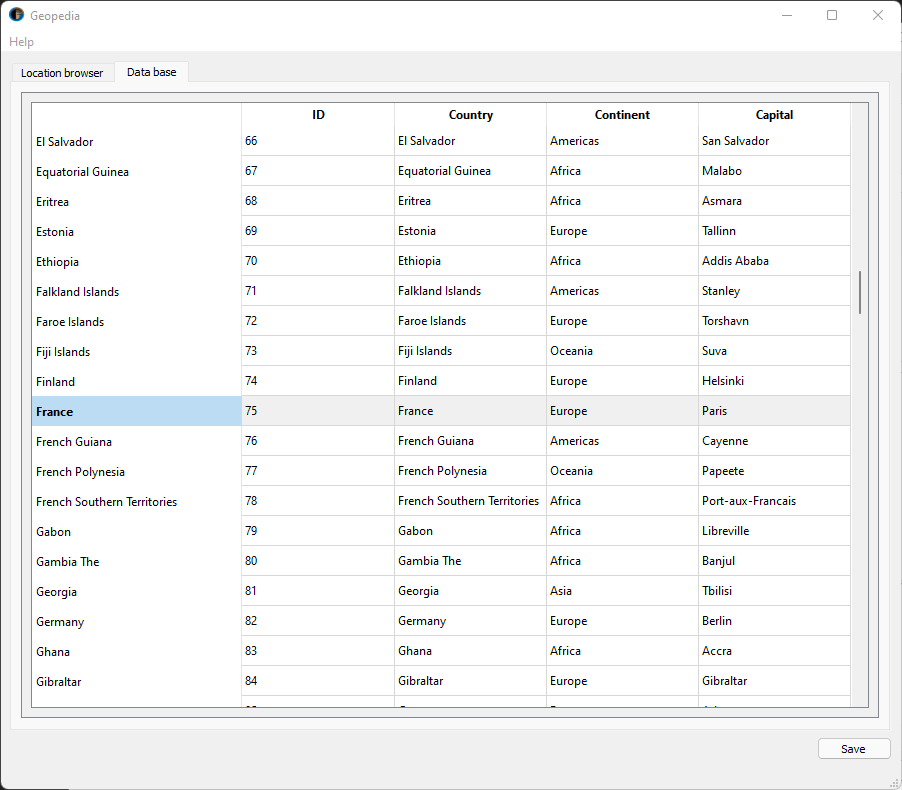 Geopedia
Help
Location browser Data base
ID Country Continent Capital
El Salvador 66 El Salvador Americas San Salvador
Equatorial Guinea 67 Equatorial Guinea Africa Malabo
Eritrea 68 Eritrea Africa Asmara
Estonia 69 Estonia Europe Tallinn
Ethiopia 70 Ethiopia Africa Addis Ababa
Falkland Islands 71 Falkland Islands Americas Stanley
Faroe Islands 72 Faroe Islands Europe Torshavn
Fiji Islands 73 Fiji Islands Oceania Suva
Finland 74 Finland Europe Helsinki
France 75 France Europe Paris
French Guiana 76 French Guiana Americas Cayenne
French Polynesia 77 French Polynesia Oceania Papeete
French Southern Territories 78 French Southern Territories Africa Port-aux-Francais
Gabon 79 Gabon Africa Libreville
Gambia The 80 Gambia The Africa Banjul
Georgia 81 Georgia Asia Tbilisi
Germany 82 Germany Europe Berlin
Ghana 83 Ghana Africa Accra
Gibraltar 84 Gibraltar Europe Gibraltar
Save